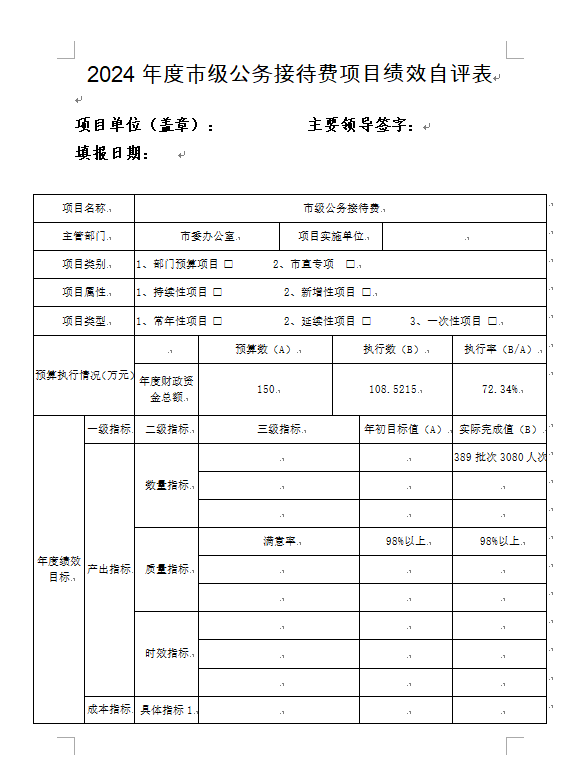 2024 年度市级公务接待费项目绩效自评表
项目单位（盖章）： 主要领导签字：
填报日期：
项目名称 市级公务接待费
主管部门 市委办公室 项目实施单位
项目类别 1、部门预算项目 □ 2、市直专项 □
项目属性 1、持续性项目 □ 2、新增性项目 □
项目类型 1、常年性项目 □ 2、延续性项目 □ 3、一次性项目 □
预算执行情况(万元) 预算数（A） 执行数（B） 执行率（B/A）
年度财政资金总额 150 108.5215 72.34%
年度绩效目标 一级指标 二级指标 三级指标 年初目标值（A） 实际完成值（B）
产出指标 数量指标 389 批次 3080 人次
质量指标 满意率 98%以上 98%以上
时效指标
成本指标 具体指标 1